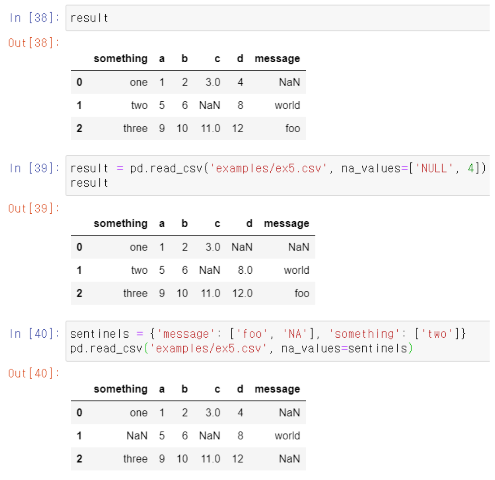 In [38]: result
Out[38]:
something a b c d message
0 one 1 2 3.0 4 NaN
1 two 5 6 NaN 8 world
2 three 9 10 11.0 12 foo
In [39]: result = pd.read_csv('examples/ex5.csv', na_values=['NULL', 4])
result
Out[39]:
something a b c d message
0 one 1 2 3.0 NaN NaN
1 two 5 6 NaN 8.0 world
2 three 9 10 11.0 12.0 foo
In [40]: sentinels = {'message': ['foo', 'NA'], 'something': ['two']}
pd.read_csv('examples/ex5.csv', na_values=sentinels)
Out[40]:
something a b c d message
0 one 1 2 3.0 4 NaN
1 NaN 5 6 NaN 8 world
2 three 9 10 11.0 12 NaN